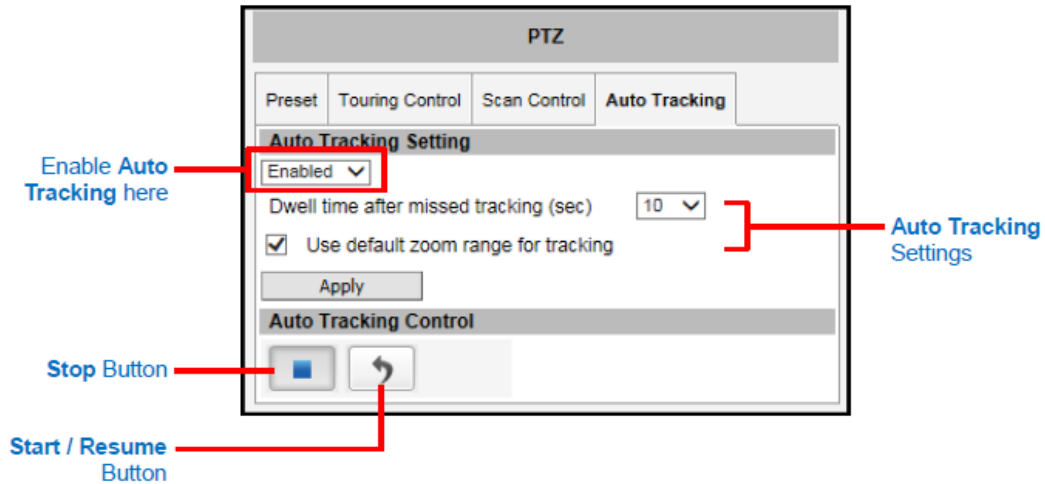 PTZ
Preset Touring Control Scan Control Auto Tracking
Auto Tracking Setting
Enabled
Enable Auto
Tracking here
Dwell time after missed tracking (sec) 10
Use default zoom range for tracking
Auto Tracking
Settings
Apply
Auto Tracking Control
Stop Button
Start / Resume
Button